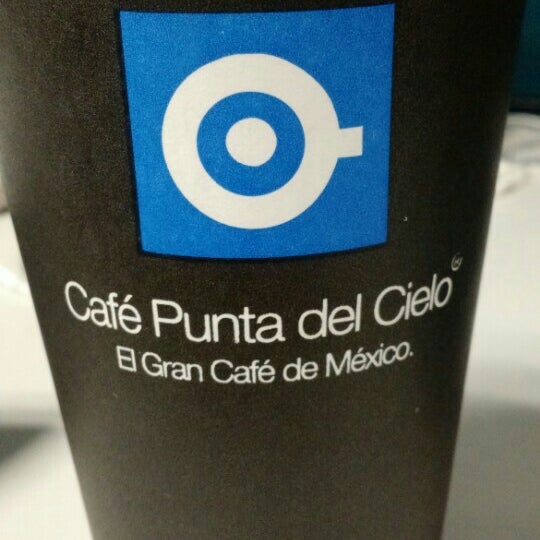 Café Punta del Cielo
El Gran Café de México.